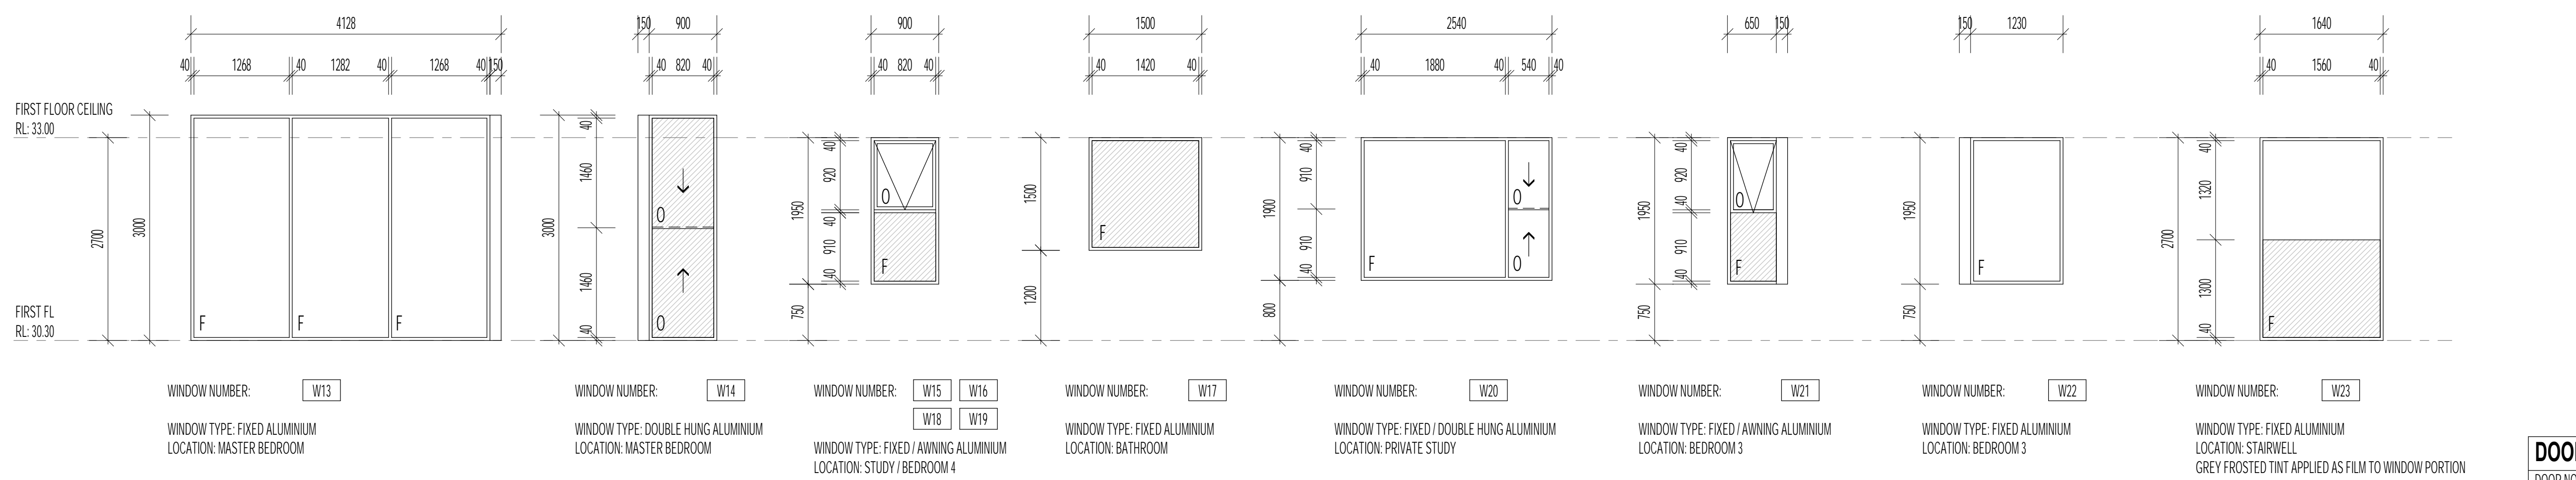 4128
40 1268 40 1282 40 1268 40 150
FIRST FLOOR CEILING
RL: 33.00
2700
3000
F F F
FIRST FL
RL: 30.30
WINDOW NUMBER: W13
WINDOW TYPE: FIXED ALUMINIUM
LOCATION: MASTER BEDROOM
150 900
40 820 40
3000
40
1460
1460
40
O
O
WINDOW NUMBER: W14
WINDOW TYPE: DOUBLE HUNG ALUMINIUM
LOCATION: MASTER BEDROOM
900
40 820 40
1950
750
40
920
40
910
40
O
F
WINDOW NUMBER: W15 W16
W18 W19
WINDOW TYPE: FIXED / AWNING ALUMINIUM
LOCATION: STUDY / BEDROOM 4
1500
40 1420 40
1500
1200
F
WINDOW NUMBER: W17
WINDOW TYPE: FIXED ALUMINIUM
LOCATION: BATHROOM
2540
40 1880 40 540 40
1900
800
40
910
910
40
O
F O
WINDOW NUMBER: W20
WINDOW TYPE: FIXED / DOUBLE HUNG ALUMINIUM
LOCATION: PRIVATE STUDY
650 150
1950
750
40
920
40
910
40
O
F
WINDOW NUMBER: W21
WINDOW TYPE: FIXED / AWNING ALUMINIUM
LOCATION: BEDROOM 3
150 1230
1950
750
F
WINDOW NUMBER: W22
WINDOW TYPE: FIXED ALUMINIUM
LOCATION: BEDROOM 3
1640
40 1560 40
2700
40
1320
1300
40
F
WINDOW NUMBER: W23
WINDOW TYPE: FIXED ALUMINIUM
LOCATION: STAIRWELL
GREY FROSTED TINT APPLIED AS FILM TO WINDOW PORTION